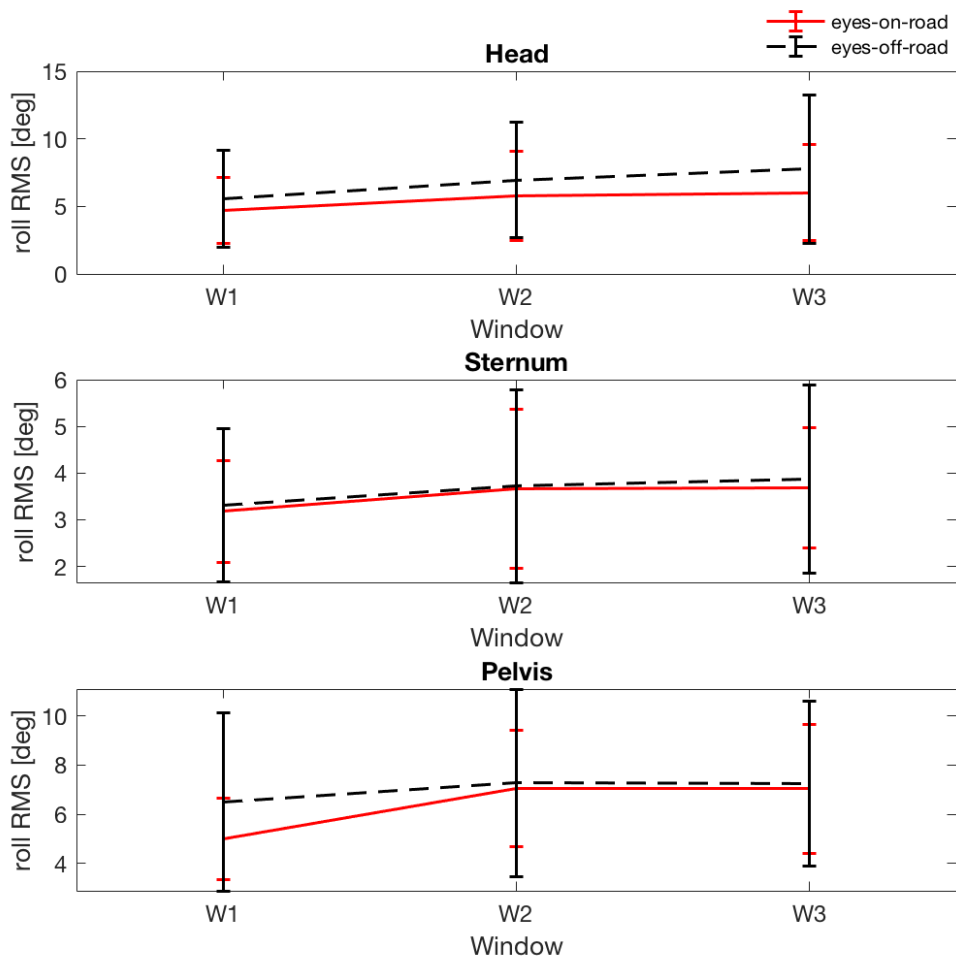 eyes-on-road
eyes-off-road
Head
roll RMS [deg]
15
10
5
0
W1 W2 W3
Window
Sternum
roll RMS [deg]
6
5
4
3
2
W1 W2 W3
Window
Pelvis
roll RMS [deg]
10
8
6
4
W1 W2 W3
Window